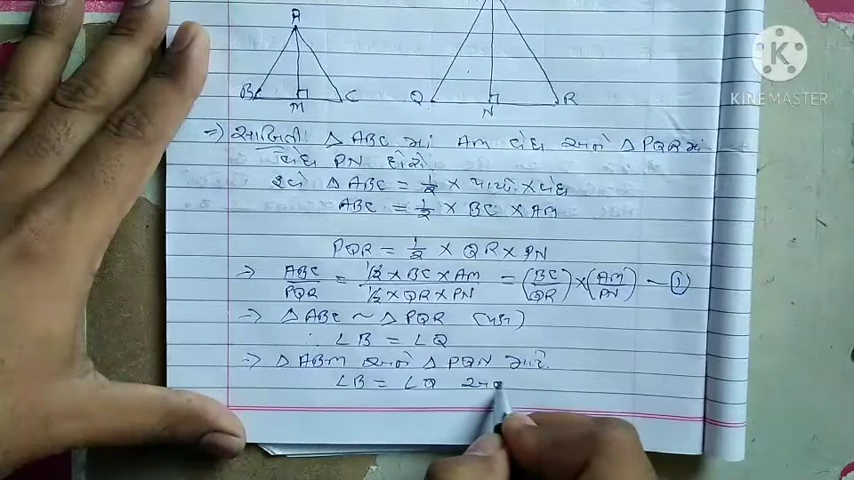 A
B
M
C
Q
N
R
KINEMASTER
⇒ સાબિતી: △ABC માં AM વેધ અને △PQR માં
વેધ PN દોરો
હવે △ABC = 1/2 × પાયો × વેધ
ABC = 1/2 × BC × AM
PQR = 1/2 × QR × PN
⇒ ABC/PQR = 1/2 × BC × AM / 1/2 × QR × PN = (BC/QR) × (AM/PN) — ①
⇒ △ABC ~ △PQR (પક્ષ)
∴ ∠B = ∠Q
⇒ △ABM અને △PQN માટે
∠B = ∠Q અન